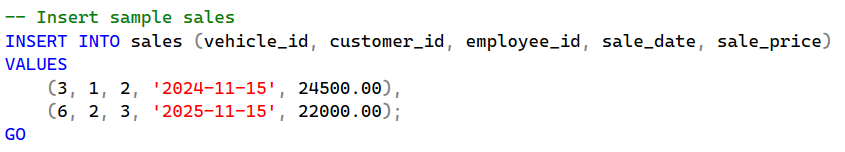 -- Insert sample sales
INSERT INTO sales (vehicle_id, customer_id, employee_id, sale_date, sale_price)
VALUES
    (3, 1, 2, '2024-11-15', 24500.00),
    (6, 2, 3, '2025-11-15', 22000.00);
GO